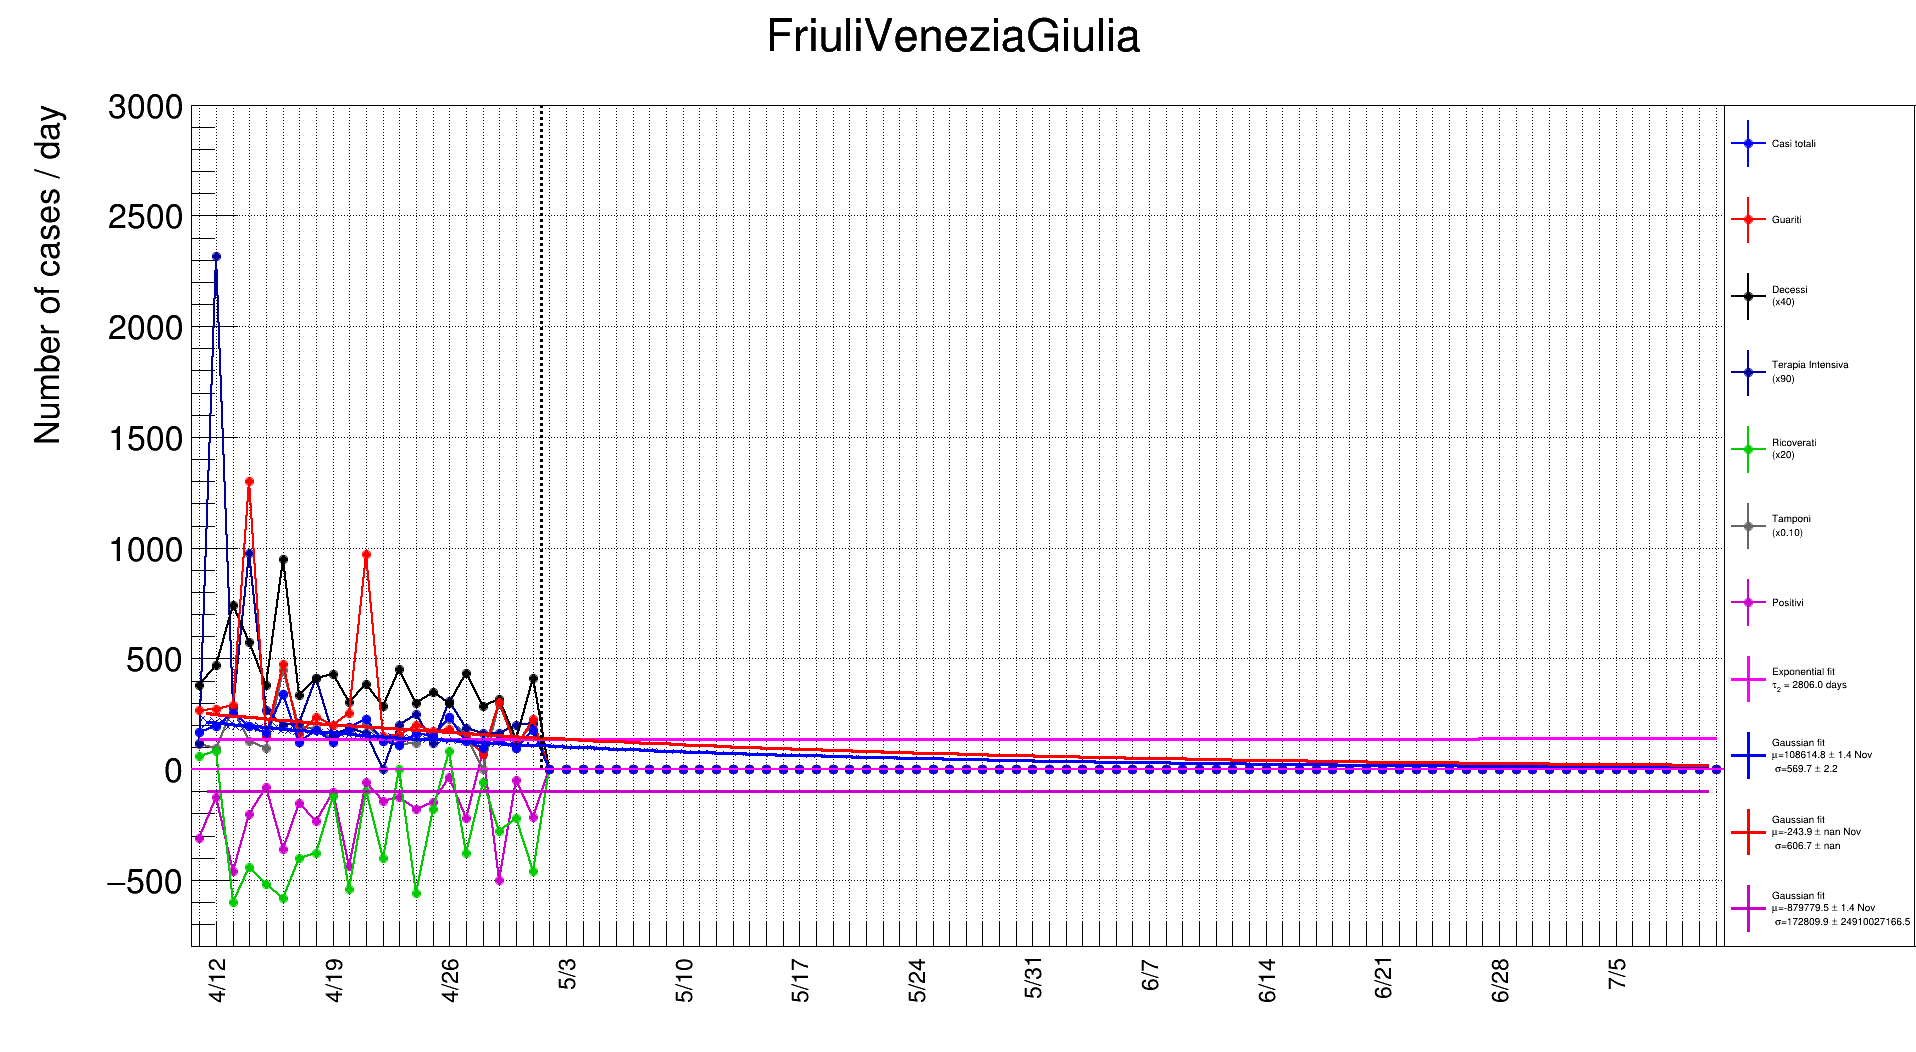 FriuliVeneziaGiulia
Number of cases / day
3000
2500
2000
1500
1000
500
0
−500
4/12
4/19
4/26
5/3
5/10
5/17
5/24
5/31
6/7
6/14
6/21
6/28
7/5
Casi totali
Guariti
Decessi
(x40)
Terapia Intensiva
(x90)
Ricoverati
(x20)
Tamponi
(x0.10)
Positivi
Exponential fit
τ2 = 2806.0 days
Gaussian fit
μ=108614.8 ± 1.4 Nov
σ=569.7 ± 2.2
Gaussian fit
μ=-243.9 ± nan Nov
σ=606.7 ± nan
Gaussian fit
μ=-879779.5 ± 1.4 Nov
σ=172809.9 ± 24910027166.5